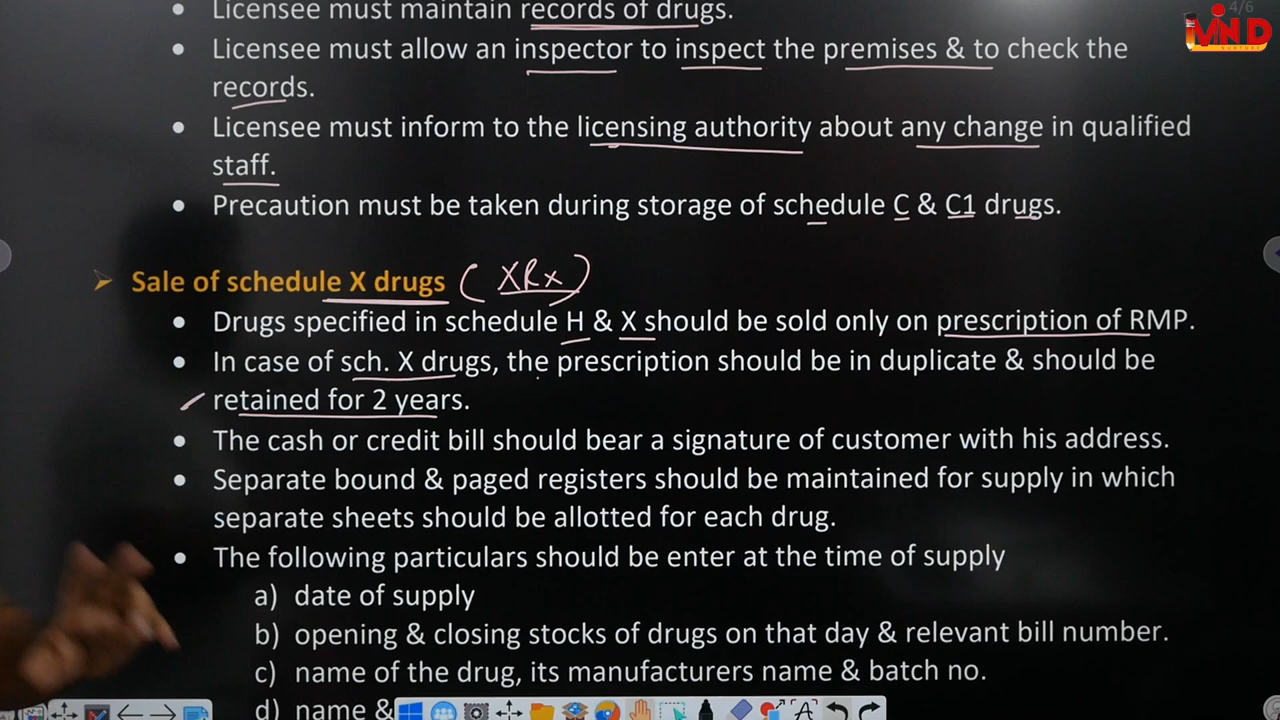 4/6
MIND
• Licensee must maintain records of drugs.
• Licensee must allow an inspector to inspect the premises & to check the
records.
• Licensee must inform to the licensing authority about any change in qualified
staff.
• Precaution must be taken during storage of schedule C & C1 drugs.
➢ Sale of schedule X drugs (XRx)
• Drugs specified in schedule H & X should be sold only on prescription of RMP.
• In case of sch. X drugs, the prescription should be in duplicate & should be
retained for 2 years.
• The cash or credit bill should bear a signature of customer with his address.
• Separate bound & paged registers should be maintained for supply in which
separate sheets should be allotted for each drug.
• The following particulars should be enter at the time of supply
a) date of supply
b) opening & closing stocks of drugs on that day & relevant bill number.
c) name of the drug, its manufacturers name & batch no.
d) name &